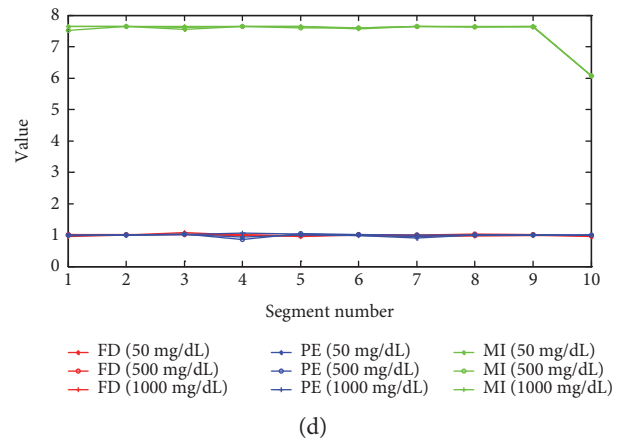 8
7
6
5
4
3
2
1
0
Value
1 2 3 4 5 6 7 8 9 10
Segment number
FD (50 mg/dL) PE (50 mg/dL) MI (50 mg/dL)
FD (500 mg/dL) PE (500 mg/dL) MI (500 mg/dL)
FD (1000 mg/dL) PE (1000 mg/dL) MI (1000 mg/dL)
(d)